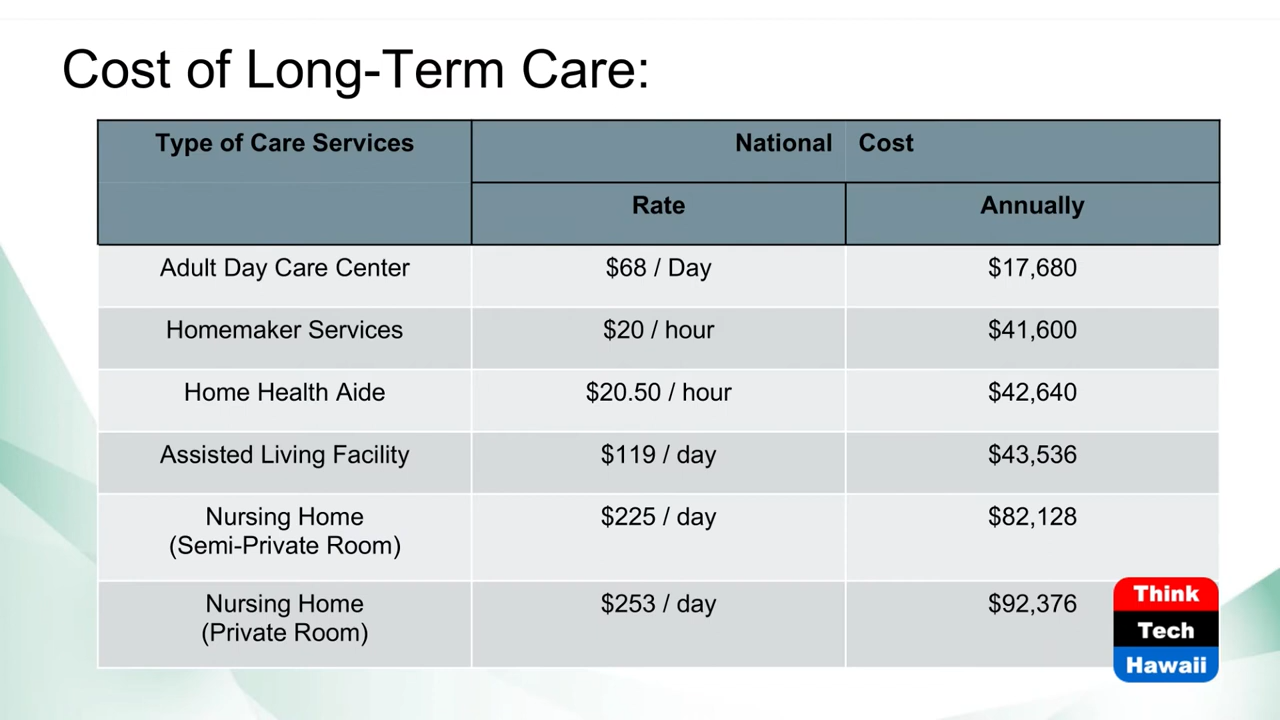 Cost of Long-Term Care:
Type of Care Services
National Cost
Rate
Annually
Adult Day Care Center
$68 / Day
$17,680
Homemaker Services
$20 / hour
$41,600
Home Health Aide
$20.50 / hour
$42,640
Assisted Living Facility
$119 / day
$43,536
Nursing Home
(Semi-Private Room)
$225 / day
$82,128
Nursing Home
(Private Room)
$253 / day
$92,376
Think
Tech
Hawaii